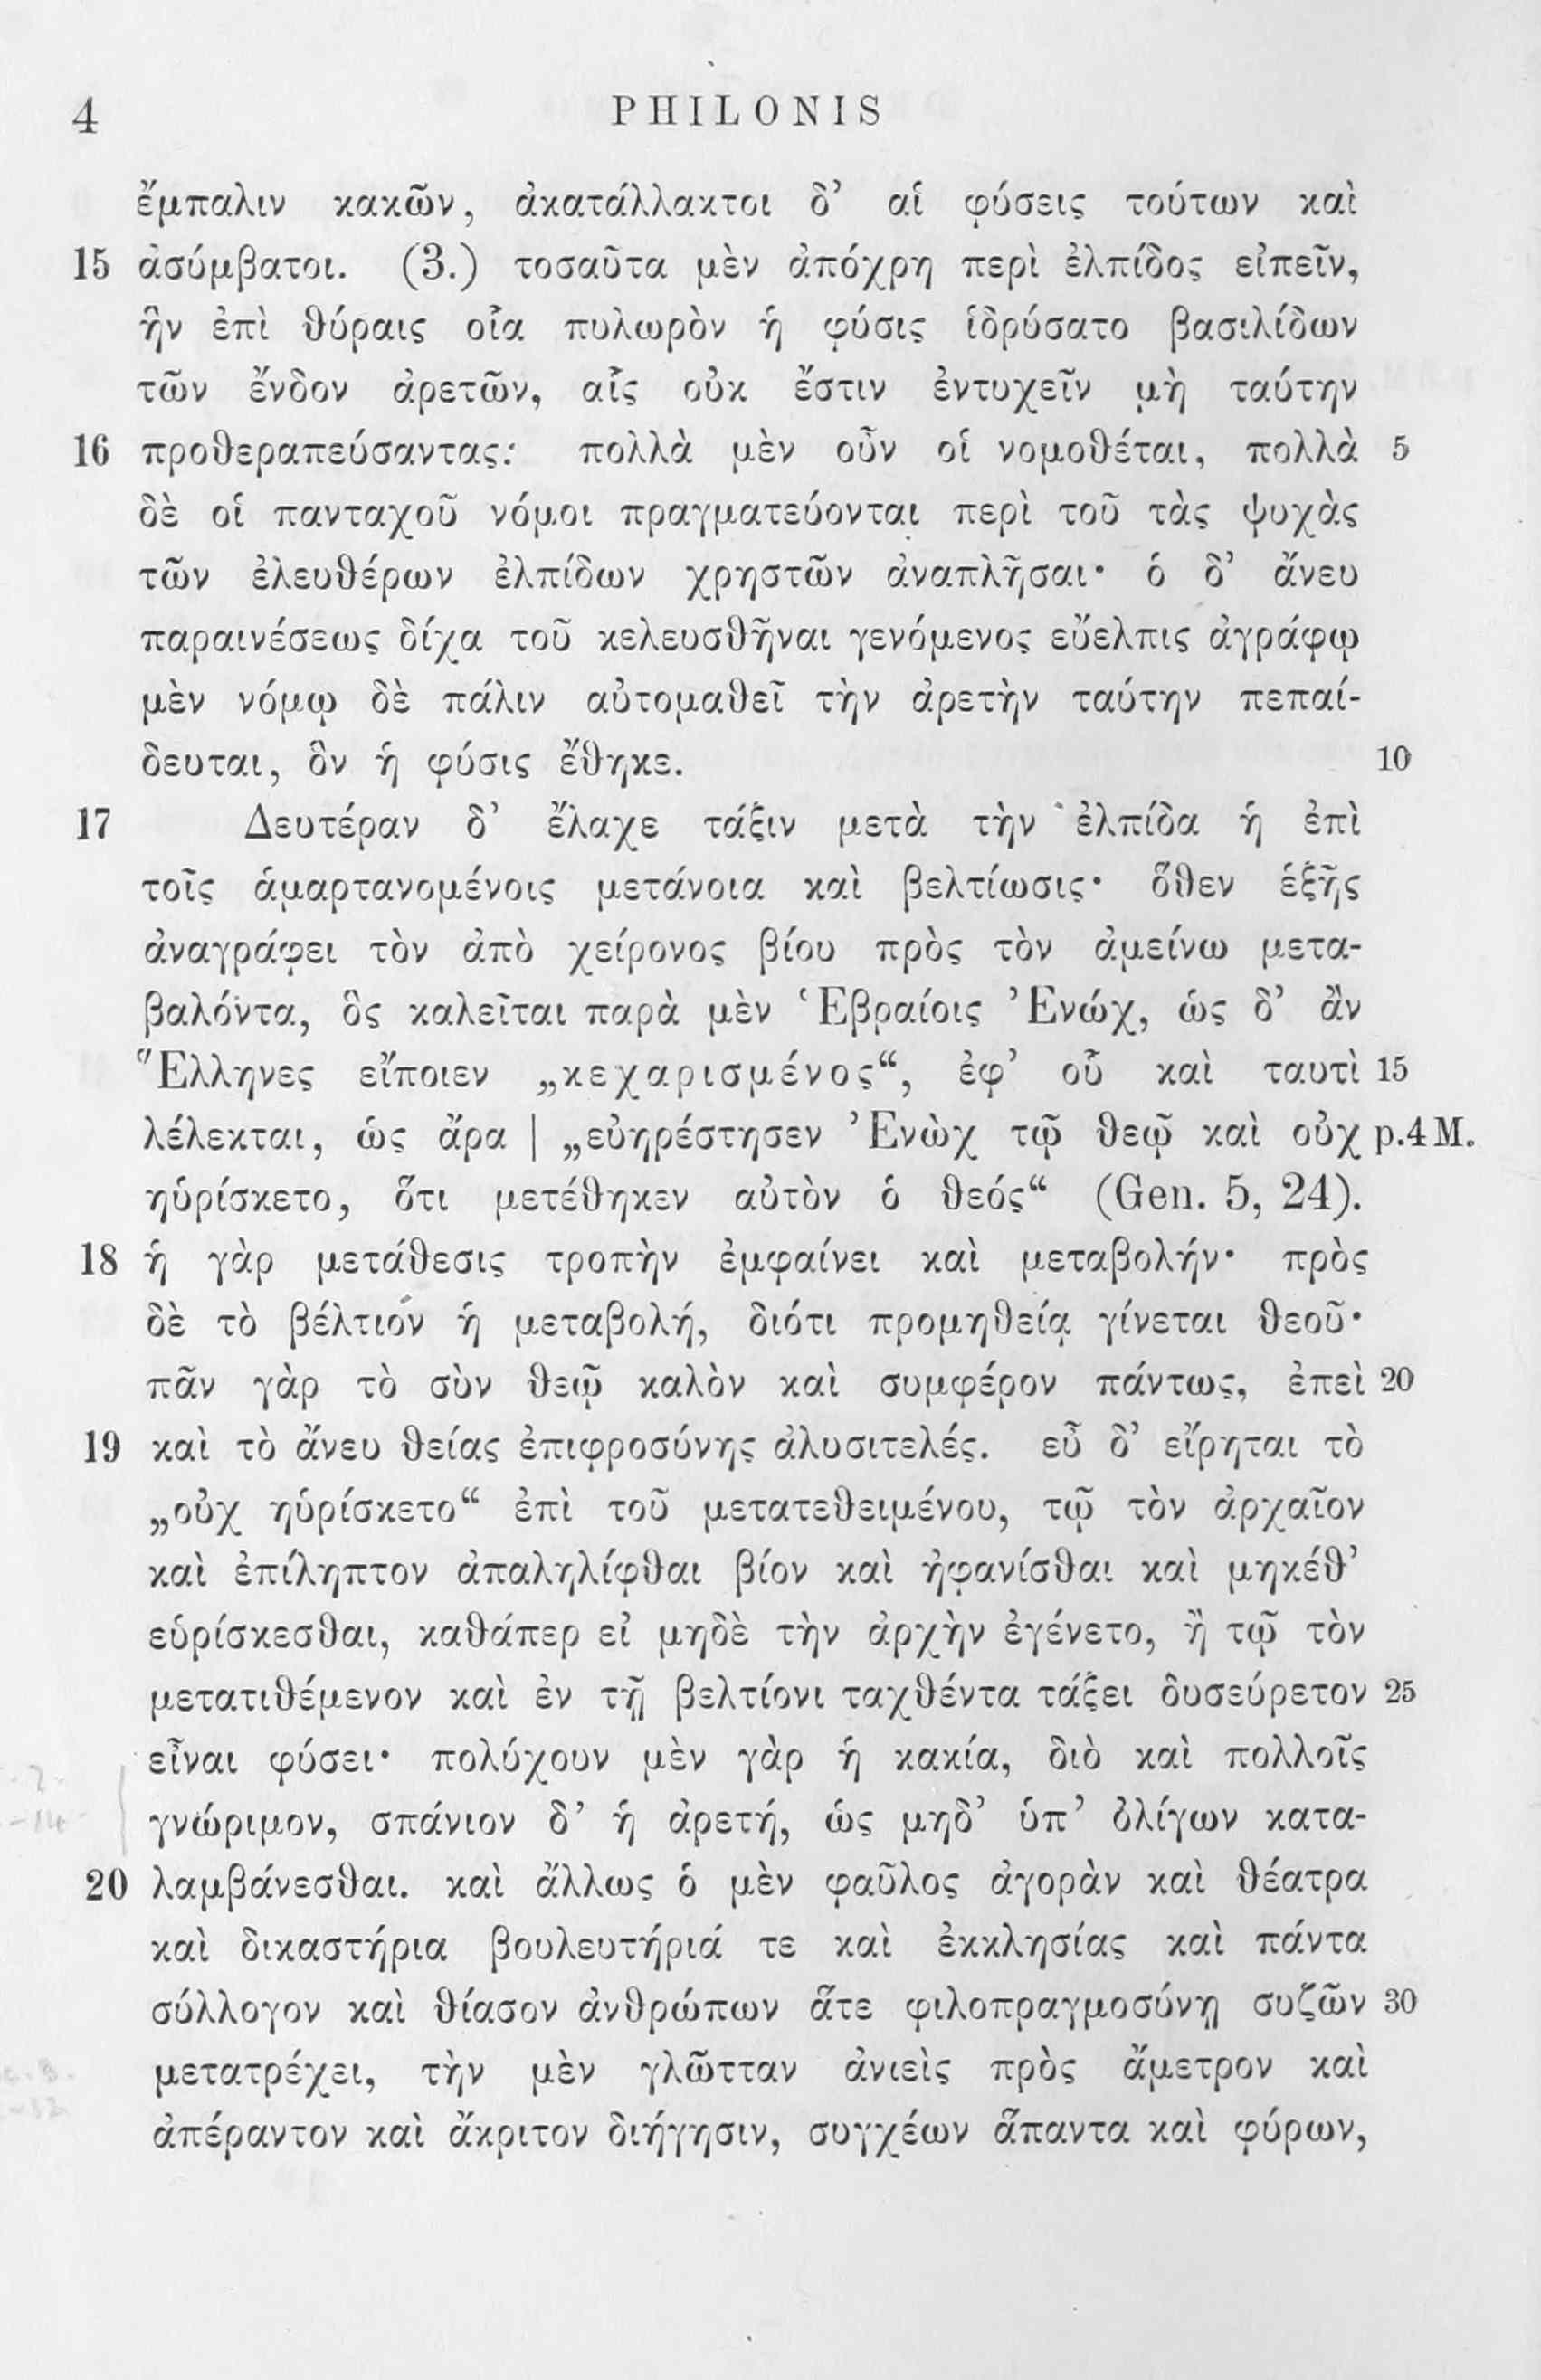 4 PHILONIS
ἔμπαλιν κακῶν, ἀκατάλλακτοι δ’ αἱ φύσεις τούτων καὶ
15 ἀσύμβατοι. (3.) τοσαῦτα μὲν ἀπόχρη περὶ ἐλπίδος εἰπεῖν,
ἣν ἐπὶ θύραις οἷα πυλωρὸν ἡ φύσις ἱδρύσατο βασιλίδων
τῶν ἔνδον ἀρετῶν, αἷς οὐκ ἔστιν ἐντυχεῖν μὴ ταύτην
16 προθεραπεύσαντας. πολλὰ μὲν οὖν οἱ νομοθέται, πολλὰ 5
δὲ οἱ πανταχοῦ νόμοι πραγματεύονται περὶ τοῦ τὰς ψυχὰς
τῶν ἐλευθέρων ἐλπίδων χρηστῶν ἀναπλῆσαι· ὁ δ’ ἄνευ
παραινέσεως δίχα τοῦ κελευσθῆναι γενόμενος εὔελπις ἀγράφῳ
μὲν νόμῳ δὲ πάλιν αὐτομαθεῖ τὴν ἀρετὴν ταύτην πεπαί-
δευται, ὃν ἡ φύσις ἔθηκε. 10
17 Δευτέραν δ’ ἔλαχε τάξιν μετὰ τὴν ἐλπίδα ἡ ἐπὶ
τοῖς ἁμαρτανομένοις μετάνοια καὶ βελτίωσις· ὅθεν ἑξῆς
ἀναγράφει τὸν ἀπὸ χείρονος βίου πρὸς τὸν ἀμείνω μετα-
βαλόντα, ὃς καλεῖται παρὰ μὲν Ἑβραίοις Ἐνώχ, ὡς δ’ ἂν
Ἕλληνες εἴποιεν „κεχαρισμένος“, ἐφ’ οὗ καὶ ταυτὶ 15
λέλεκται, ὡς ἄρα | „εὐηρέστησεν Ἐνὼχ τῷ θεῷ καὶ οὐχ p.4 M.
ηὑρίσκετο, ὅτι μετέθηκεν αὐτὸν ὁ θεός“ (Gen. 5, 24).
18 ἡ γὰρ μετάθεσις τροπὴν ἐμφαίνει καὶ μεταβολήν· πρὸς
δὲ τὸ βέλτιον ἡ μεταβολή, διότι προμηθείᾳ γίνεται θεοῦ·
πᾶν γὰρ τὸ σὺν θεῷ καλὸν καὶ συμφέρον πάντως, ἐπεὶ 20
19 καὶ τὸ ἄνευ θείας ἐπιφροσύνης ἀλυσιτελές. εὖ δ’ εἴρηται τὸ
„οὐχ ηὑρίσκετο“ ἐπὶ τοῦ μετατεθειμένου, τῷ τὸν ἀρχαῖον
καὶ ἐπίληπτον ἀπαληλίφθαι βίον καὶ ἠφανίσθαι καὶ μηκέθ’
εὑρίσκεσθαι, καθάπερ εἰ μηδὲ τὴν ἀρχὴν ἐγένετο, ἢ τῷ τὸν
μετατιθέμενον καὶ ἐν τῇ βελτίονι ταχθέντα τάξει δυσεύρετον 25
εἶναι φύσει· πολύχουν μὲν γὰρ ἡ κακία, διὸ καὶ πολλοῖς
γνώριμον, σπάνιον δ’ ἡ ἀρετή, ὡς μηδ’ ὑπ’ ὀλίγων κατα-
20 λαμβάνεσθαι. καὶ ἄλλως ὁ μὲν φαῦλος ἀγορὰν καὶ θέατρα
καὶ δικαστήρια βουλευτήριά τε καὶ ἐκκλησίας καὶ πάντα
σύλλογον καὶ θίασον ἀνθρώπων ἅτε φιλοπραγμοσύνῃ συζῶν 30
μετατρέχει, τὴν μὲν γλῶτταν ἀνιεὶς πρὸς ἄμετρον καὶ
ἀπέραντον καὶ ἄκριτον διήγησιν, συγχέων ἅπαντα καὶ φύρων,